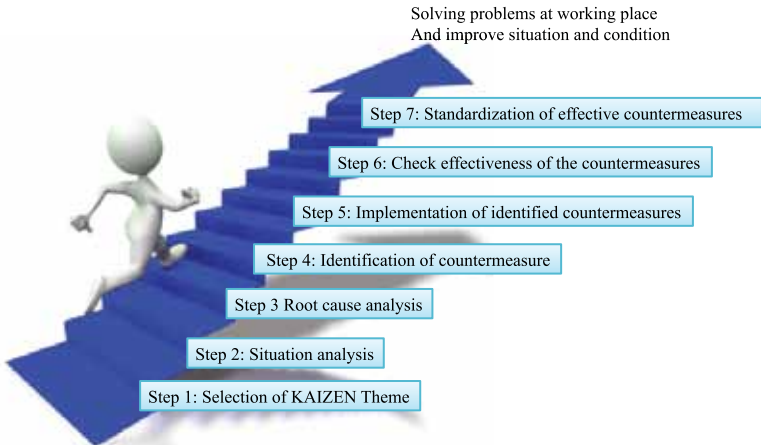 Solving problems at working place
And improve situation and condition
Step 7: Standardization of effective countermeasures
Step 6: Check effectiveness of the countermeasures
Step 5: Implementation of identified countermeasures
Step 4: Identification of countermeasure
Step 3 Root cause analysis
Step 2: Situation analysis
Step 1: Selection of KAIZEN Theme